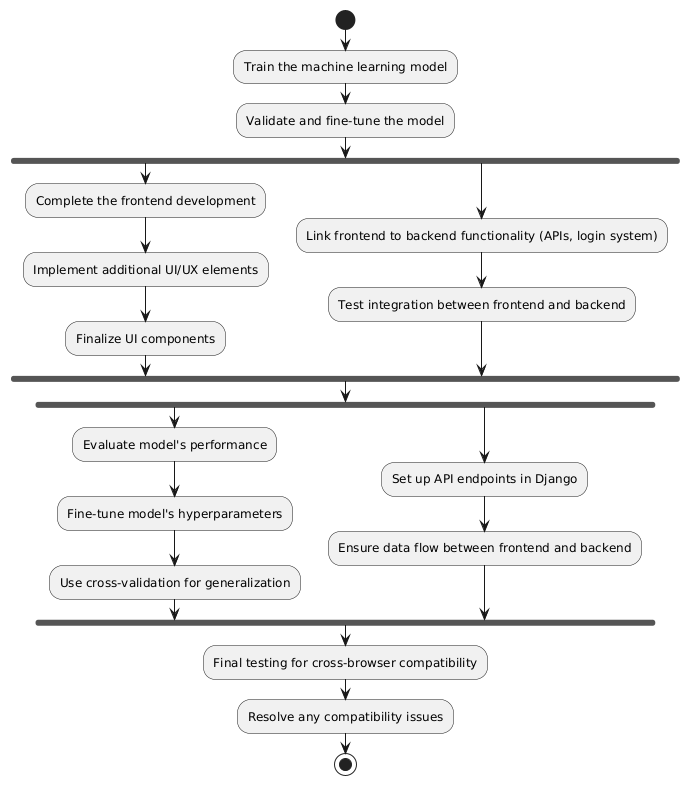 Train the machine learning model
Validate and fine-tune the model
Complete the frontend development
Implement additional UI/UX elements
Finalize UI components
Link frontend to backend functionality (APIs, login system)
Test integration between frontend and backend
Evaluate model's performance
Fine-tune model's hyperparameters
Use cross-validation for generalization
Set up API endpoints in Django
Ensure data flow between frontend and backend
Final testing for cross-browser compatibility
Resolve any compatibility issues